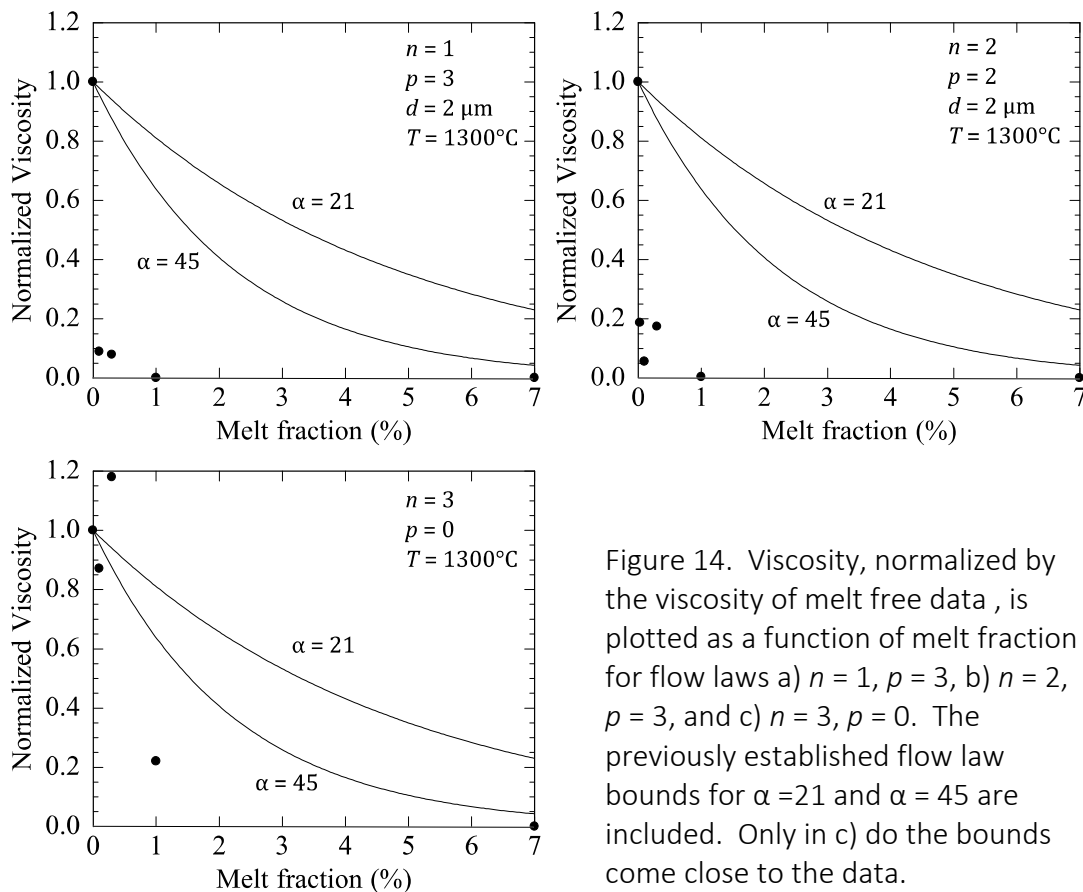 1.2
1.0
0.8
0.6
0.4
0.2
0.0
Normalized Viscosity
n = 1
p = 3
d = 2 μm
T = 1300°C
α = 21
α = 45
0 1 2 3 4 5 6 7
Melt fraction (%)
1.2
1.0
0.8
0.6
0.4
0.2
0.0
Normalized Viscosity
n = 2
p = 2
d = 2 μm
T = 1300°C
α = 21
α = 45
0 1 2 3 4 5 6 7
Melt fraction (%)
1.2
1.0
0.8
0.6
0.4
0.2
0.0
Normalized Viscosity
n = 3
p = 0
T = 1300°C
α = 21
α = 45
0 1 2 3 4 5 6 7
Melt fraction (%)
Figure 14. Viscosity, normalized by
the viscosity of melt free data , is
plotted as a function of melt fraction
for flow laws a) n = 1, p = 3, b) n = 2,
p = 3, and c) n = 3, p = 0. The
previously established flow law
bounds for α =21 and α = 45 are
included. Only in c) do the bounds
come close to the data.